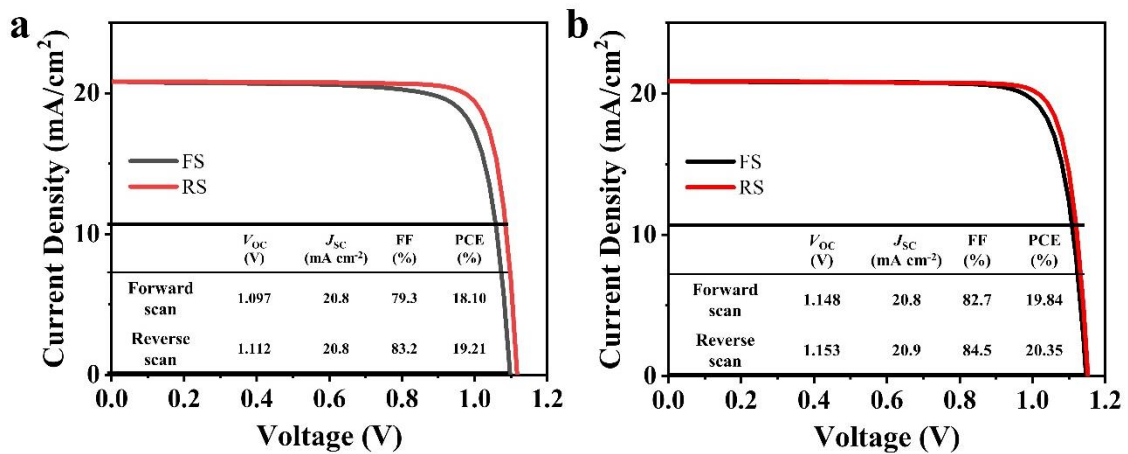 a
Current Density (mA/cm²)
20
10
0
FS
RS
V_OC J_SC FF PCE
(V) (mA cm⁻²) (%) (%)
Forward
scan 1.097 20.8 79.3 18.10
Reverse
scan 1.112 20.8 83.2 19.21
0.0 0.2 0.4 0.6 0.8 1.0 1.2
Voltage (V)
b
Current Density (mA/cm²)
20
10
0
FS
RS
V_OC J_SC FF PCE
(V) (mA cm⁻²) (%) (%)
Forward
scan 1.148 20.8 82.7 19.84
Reverse
scan 1.153 20.9 84.5 20.35
0.0 0.2 0.4 0.6 0.8 1.0 1.2
Voltage (V)